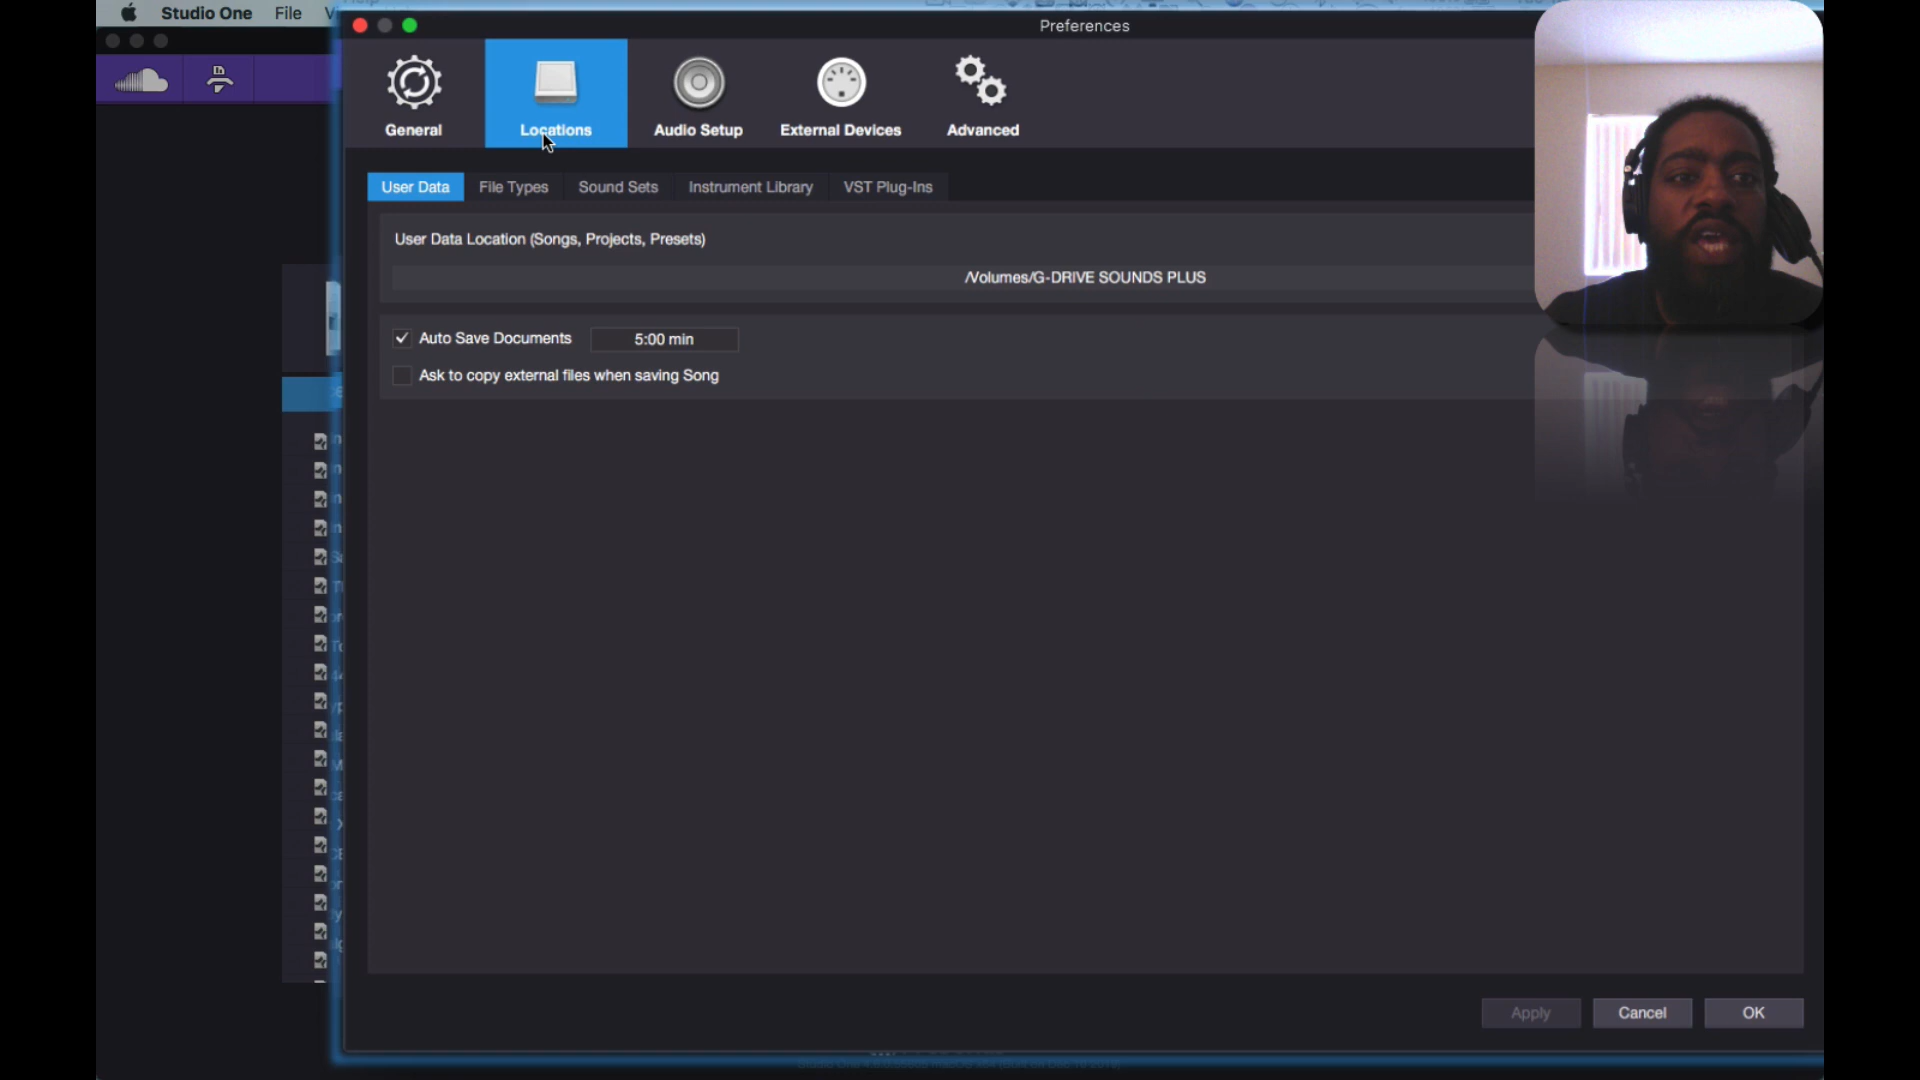 Studio One File
Preferences
General
Locations
Audio Setup
External Devices
Advanced
User Data
File Types
Sound Sets
Instrument Library
VST Plug-Ins
User Data Location (Songs, Projects, Presets)
/Volumes/G-DRIVE SOUNDS PLUS
Auto Save Documents 5:00 min
Ask to copy external files when saving Song
Apply
Cancel
OK